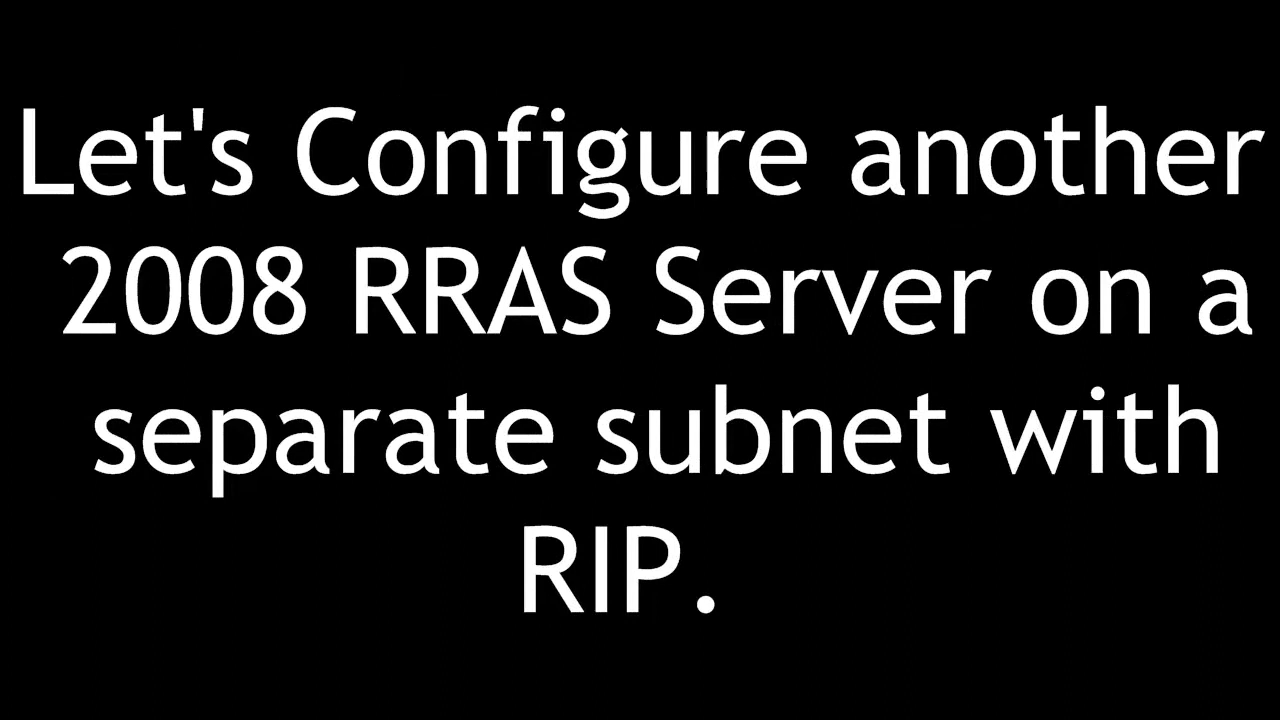 Let's Configure another
2008 RRAS Server on a
separate subnet with
RIP.